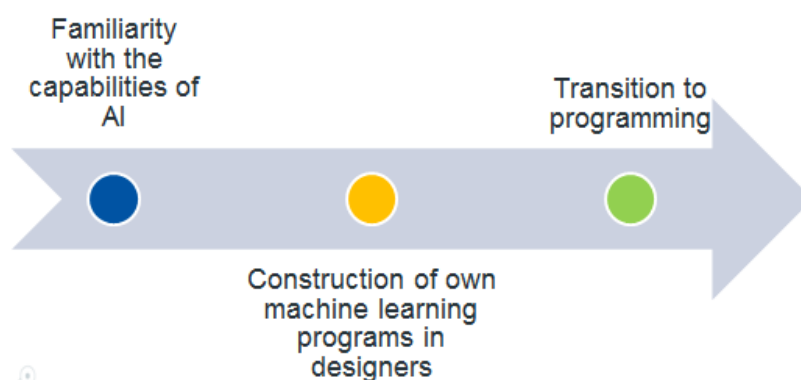 Familiarity
with the
capabilities of
AI
Construction of own
machine learning
programs in
designers
Transition to
programming